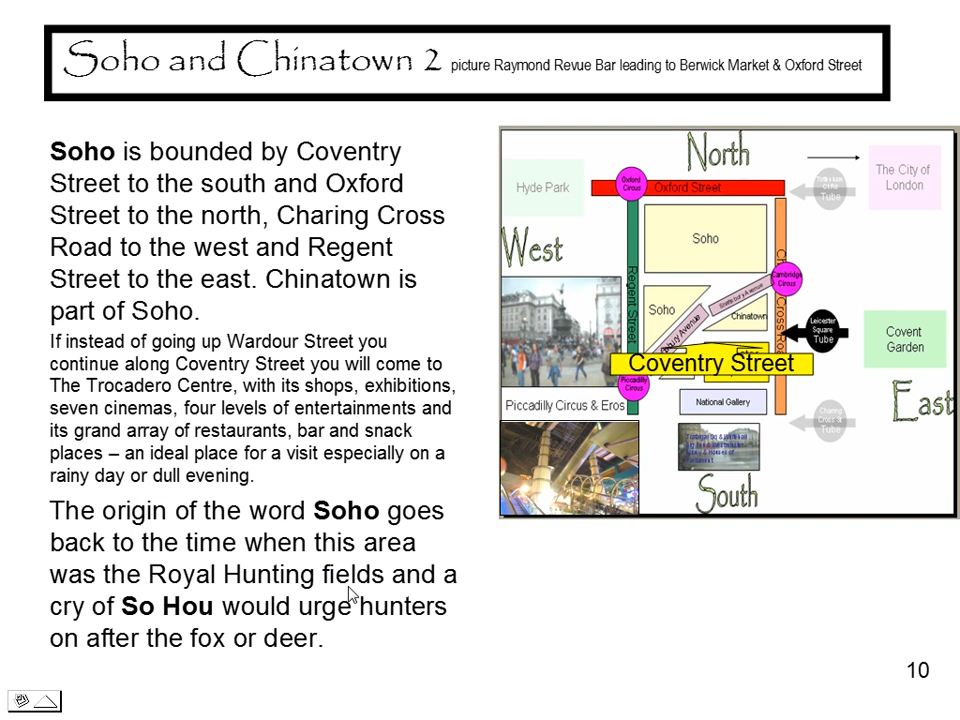 Soho and Chinatown 2 picture Raymond Revue Bar leading to Berwick Market & Oxford Street
Soho is bounded by Coventry
Street to the south and Oxford
Street to the north, Charing Cross
Road to the west and Regent
Street to the east. Chinatown is
part of Soho.
If instead of going up Wardour Street you
continue along Coventry Street you will come to
The Trocadero Centre, with its shops, exhibitions,
seven cinemas, four levels of entertainments and
its grand array of restaurants, bar and snack
places – an ideal place for a visit especially on a
rainy day or dull evening.
The origin of the word Soho goes
back to the time when this area
was the Royal Hunting fields and a
cry of So Hou would urge hunters
on after the fox or deer.
North
Hyde Park
Oxford
Circus
Oxford Street
Tube
The City of
London
West
Soho
Regent Street
Cambridge
Circus
Soho
Avenue
Chinatown
Cross
Leicester
Square
Tube
Covent
Garden
Coventry Street
Piccadilly
Circus
Piccadilly Circus & Eros
National Gallery
Charing
Tube
East
South
10